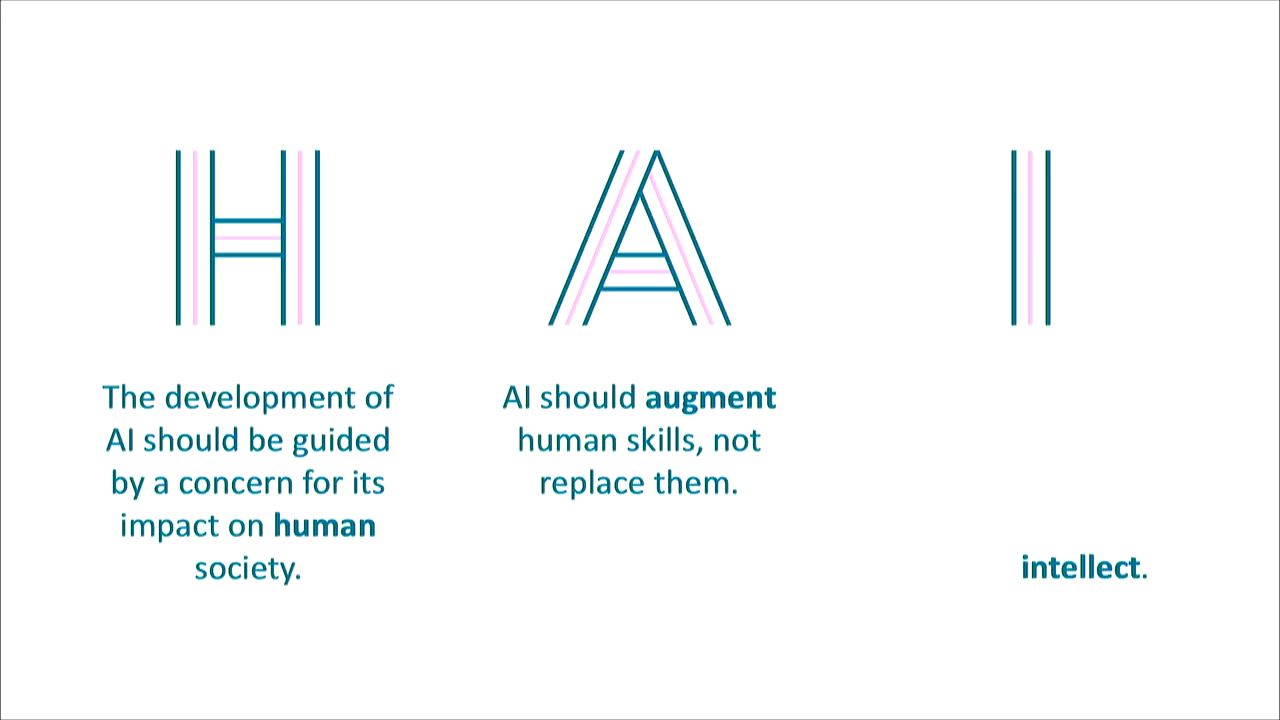 H A I
The development of
AI should be guided
by a concern for its
impact on human
society.
AI should augment
human skills, not
replace them.
intellect.